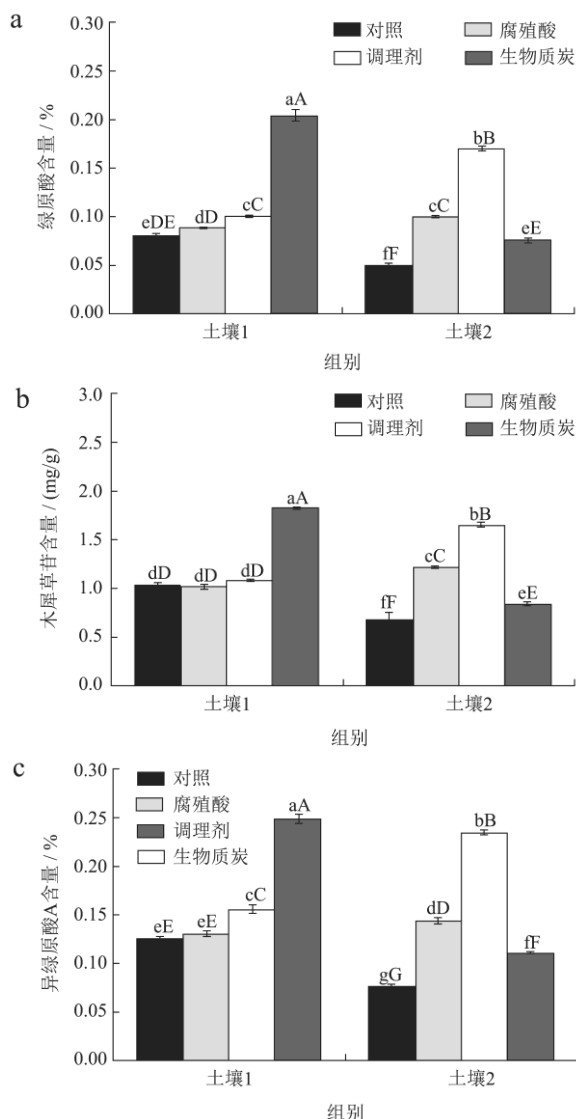 a
对照 腐殖酸
调理剂 生物质炭
绿原酸含量 / %
0.30
0.25
0.20
0.15
0.10
0.05
0.00
eDE dD cC aA
fF cC bB eE
土壤1 土壤2
组别
b
对照 腐殖酸
调理剂 生物质炭
木犀草苷含量 / (mg/g)
3.0
2.5
2.0
1.5
1.0
0.5
0.0
dD dD dD aA
fF cC bB eE
土壤1 土壤2
组别
c
对照
腐殖酸
调理剂
生物质炭
异绿原酸A含量 / %
0.30
0.25
0.20
0.15
0.10
0.05
0.00
eE eE cC aA
gG dD bB fF
土壤1 土壤2
组别